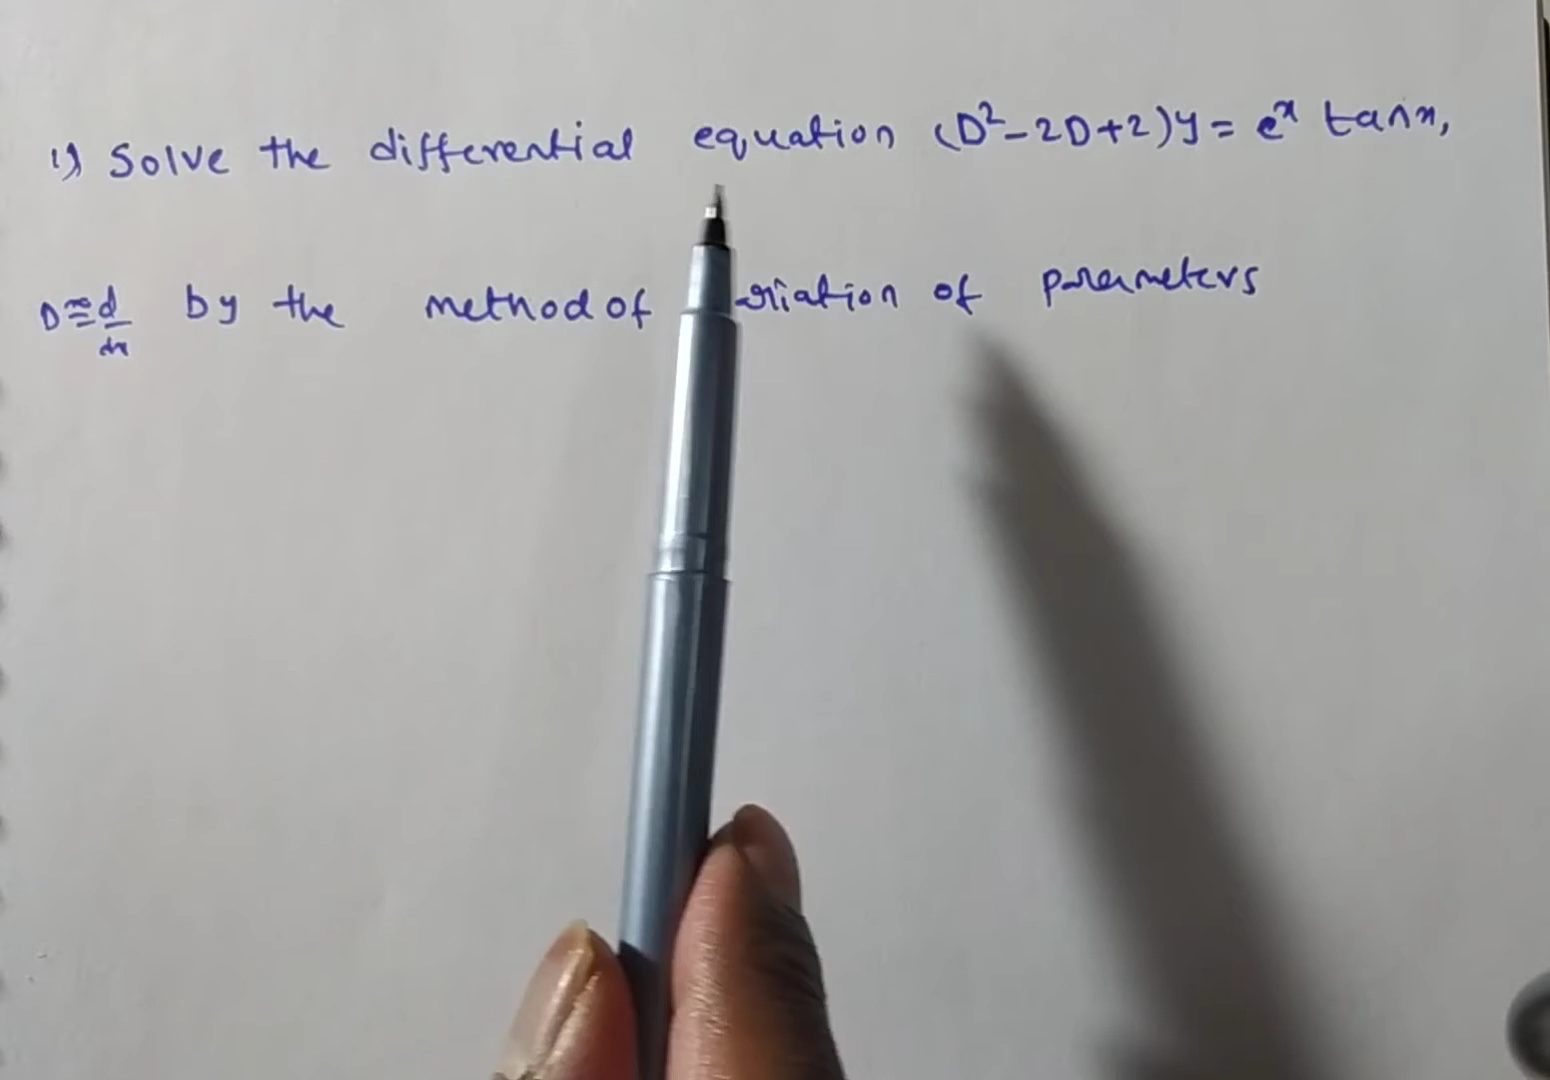 1) Solve the differential equation (D²-2D+2)y = eˣ tanx,
D≅d/dx by the method of riation of parameters